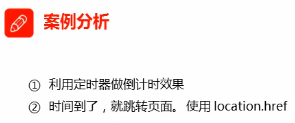 案例分析
① 利用定时器做倒计时效果
② 时间到了，就跳转页面。 使用 location.href